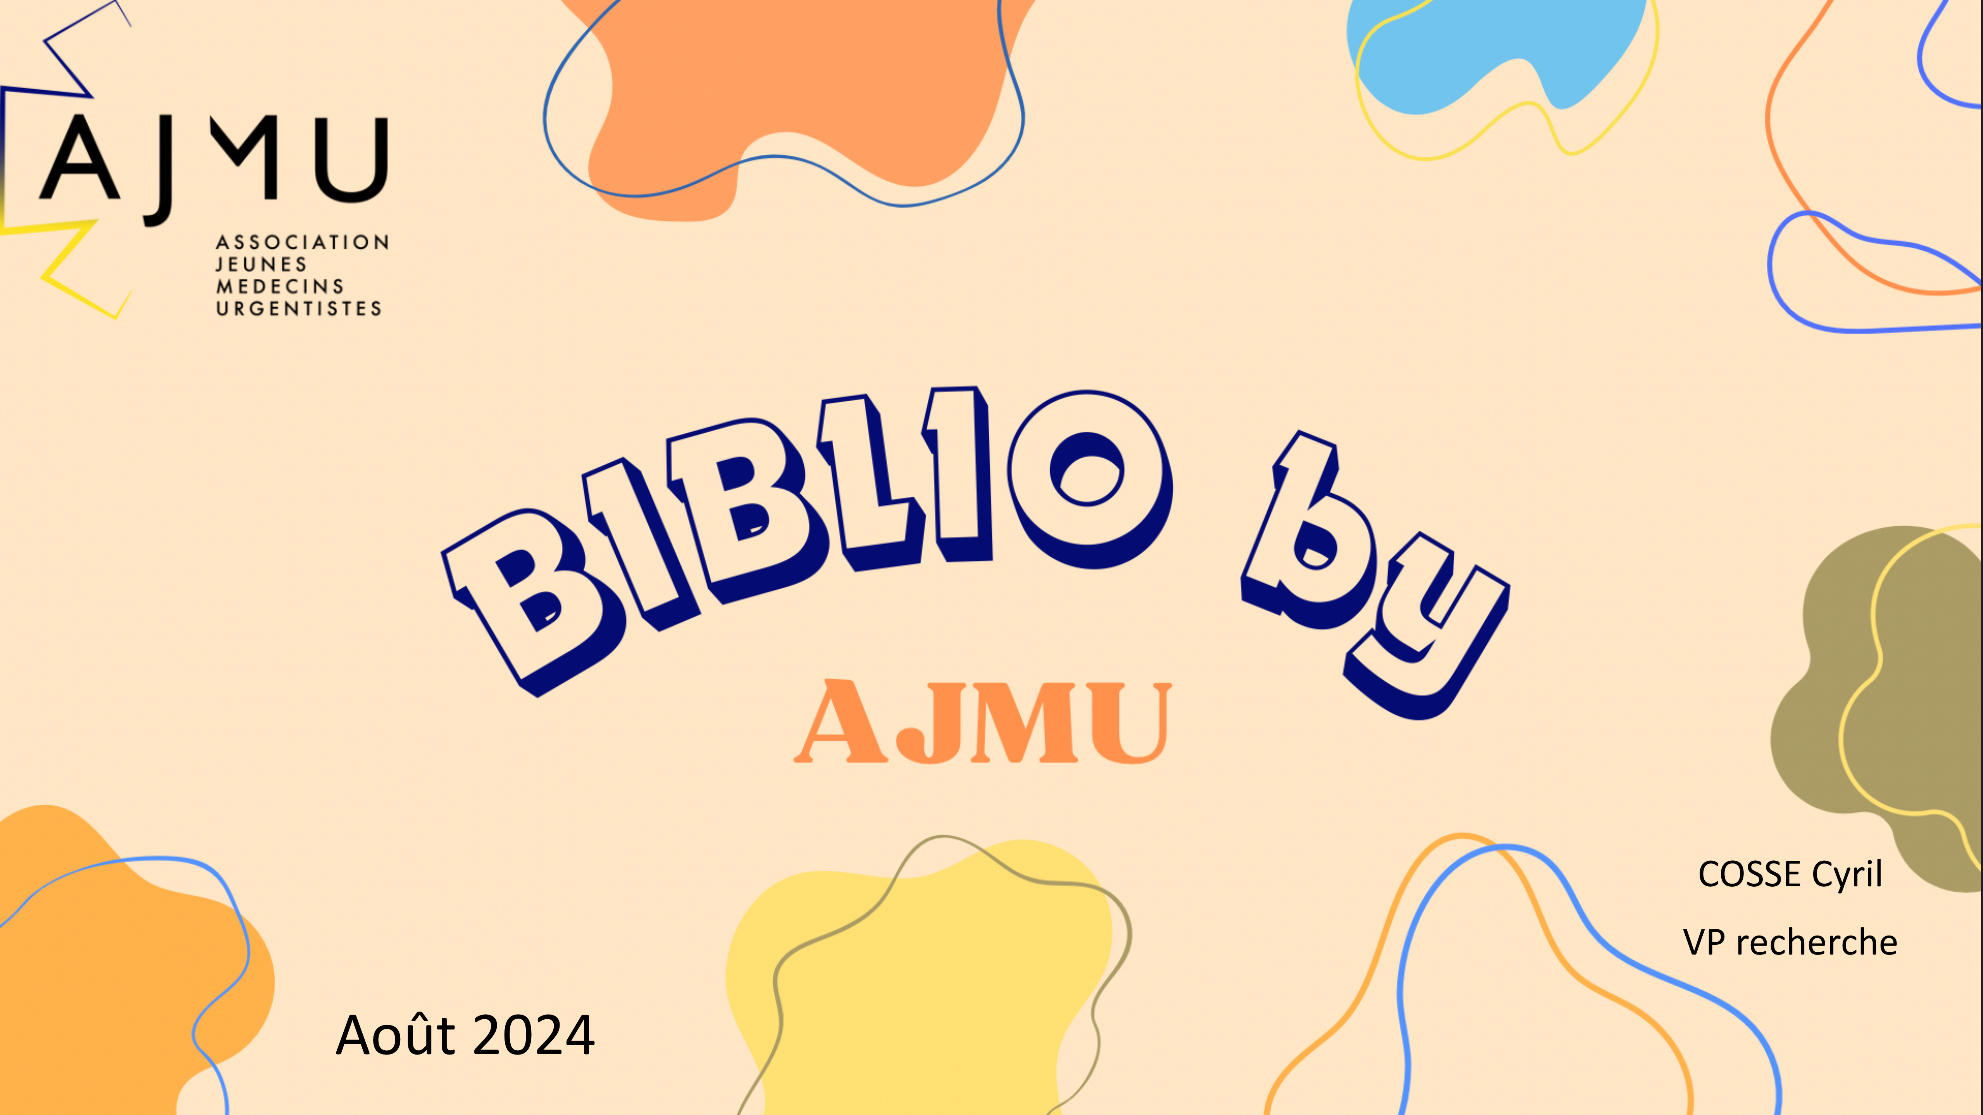 AJMU
ASSOCIATION
JEUNES
MEDECINS
URGENTISTES
BIBLIO by
AJMU
COSSE Cyril
VP recherche
Août 2024